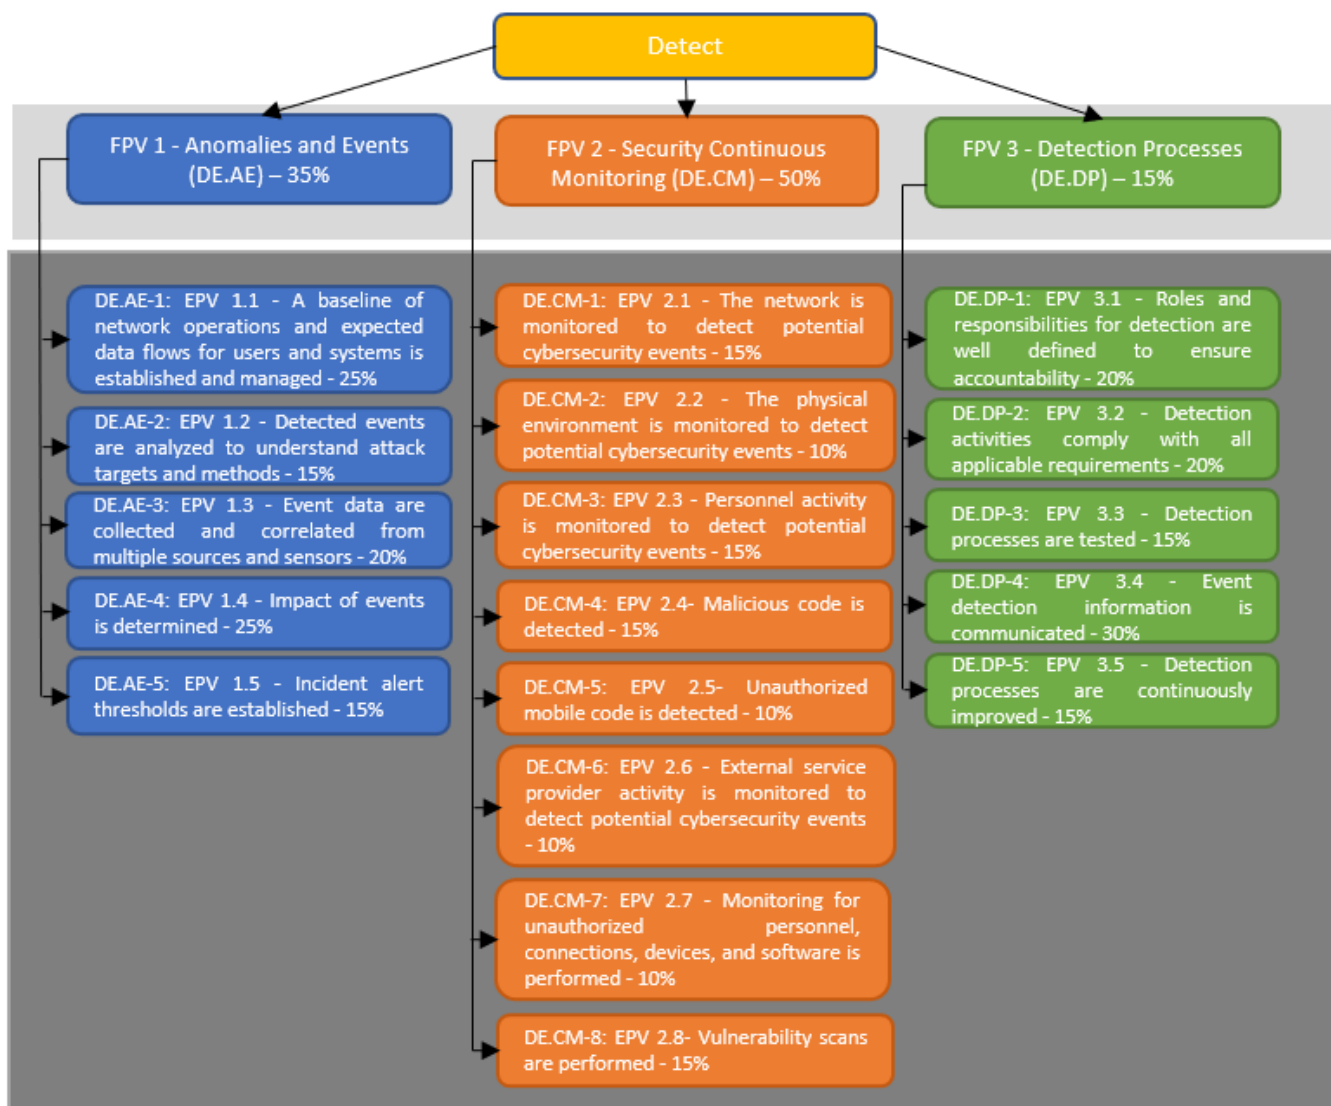 Detect
FPV 1 - Anomalies and Events
(DE.AE) – 35%
FPV 2 - Security Continuous
Monitoring (DE.CM) – 50%
FPV 3 - Detection Processes
(DE.DP) – 15%
DE.AE-1: EPV 1.1 - A baseline of
network operations and expected
data flows for users and systems is
established and managed - 25%
DE.AE-2: EPV 1.2 - Detected events
are analyzed to understand attack
targets and methods - 15%
DE.AE-3: EPV 1.3 - Event data are
collected and correlated from
multiple sources and sensors - 20%
DE.AE-4: EPV 1.4 - Impact of events
is determined - 25%
DE.AE-5: EPV 1.5 - Incident alert
thresholds are established - 15%
DE.CM-1: EPV 2.1 - The network is
monitored to detect potential
cybersecurity events - 15%
DE.CM-2: EPV 2.2 - The physical
environment is monitored to detect
potential cybersecurity events - 10%
DE.CM-3: EPV 2.3 - Personnel activity
is monitored to detect potential
cybersecurity events - 15%
DE.CM-4: EPV 2.4- Malicious code is
detected - 15%
DE.CM-5: EPV 2.5- Unauthorized
mobile code is detected - 10%
DE.CM-6: EPV 2.6 - External service
provider activity is monitored to
detect potential cybersecurity events
- 10%
DE.CM-7: EPV 2.7 - Monitoring for
unauthorized personnel,
connections, devices, and software is
performed - 10%
DE.CM-8: EPV 2.8- Vulnerability scans
are performed - 15%
DE.DP-1: EPV 3.1 - Roles and
responsibilities for detection are
well defined to ensure
accountability - 20%
DE.DP-2: EPV 3.2 - Detection
activities comply with all
applicable requirements - 20%
DE.DP-3: EPV 3.3 - Detection
processes are tested - 15%
DE.DP-4: EPV 3.4 - Event
detection information is
communicated - 30%
DE.DP-5: EPV 3.5 - Detection
processes are continuously
improved - 15%